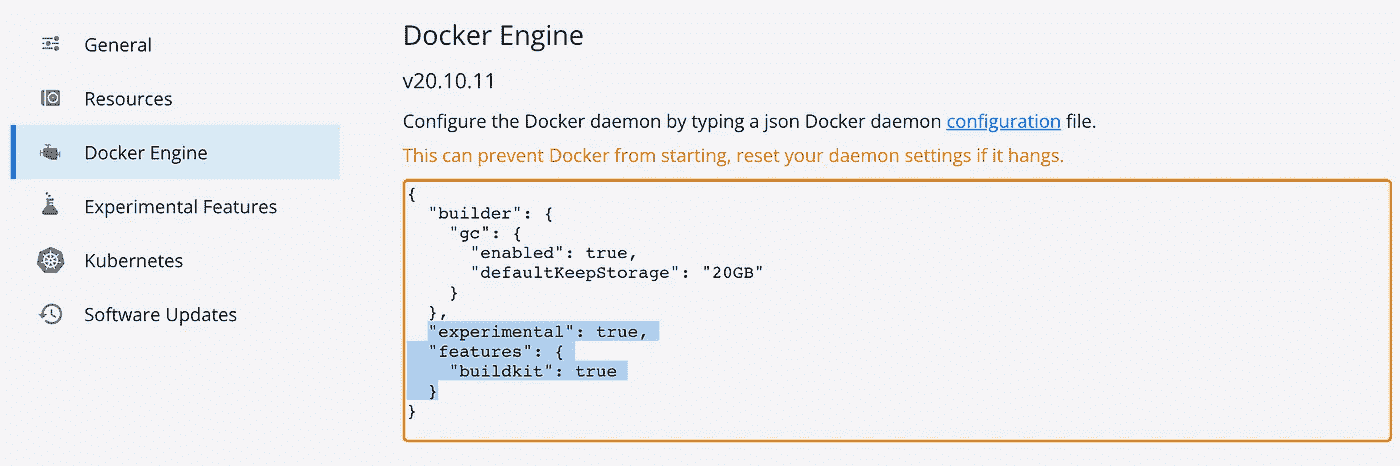 General
Resources
Docker Engine
Experimental Features
Kubernetes
Software Updates
Docker Engine
v20.10.11
Configure the Docker daemon by typing a json Docker daemon configuration file.
This can prevent Docker from starting, reset your daemon settings if it hangs.
{
  "builder": {
    "gc": {
      "enabled": true,
      "defaultKeepStorage": "20GB"
    }
  },
  "experimental": true,
  "features": {
    "buildkit": true
  }
}